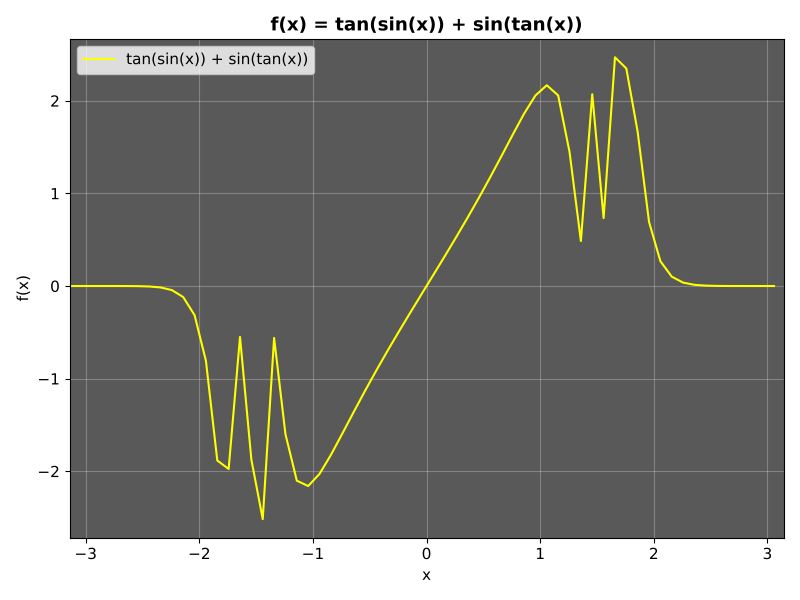 f(x) = tan(sin(x)) + sin(tan(x))
tan(sin(x)) + sin(tan(x))
2
1
0
−1
−2
f(x)
−3 −2 −1 0 1 2 3
x